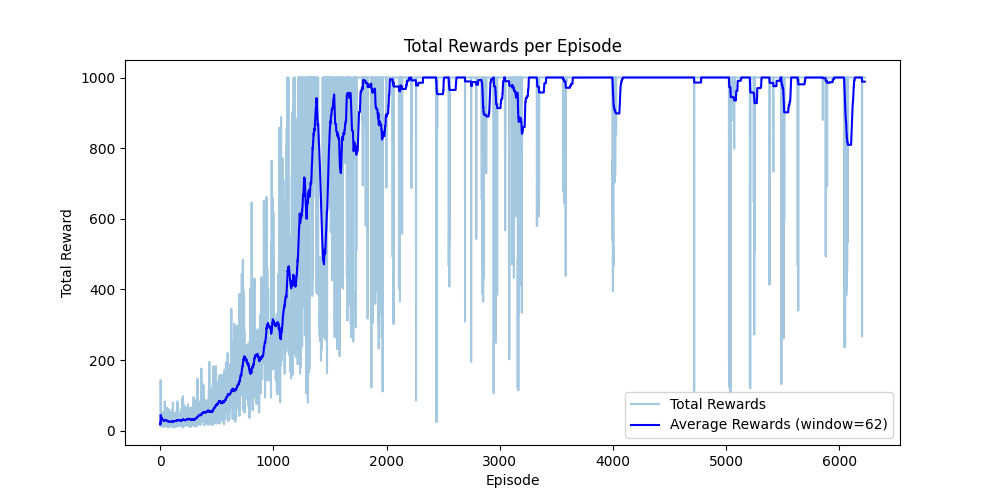 Total Rewards per Episode
Total Reward
1000
800
600
400
200
0
0 1000 2000 3000 4000 5000 6000
Episode
Total Rewards
Average Rewards (window=62)